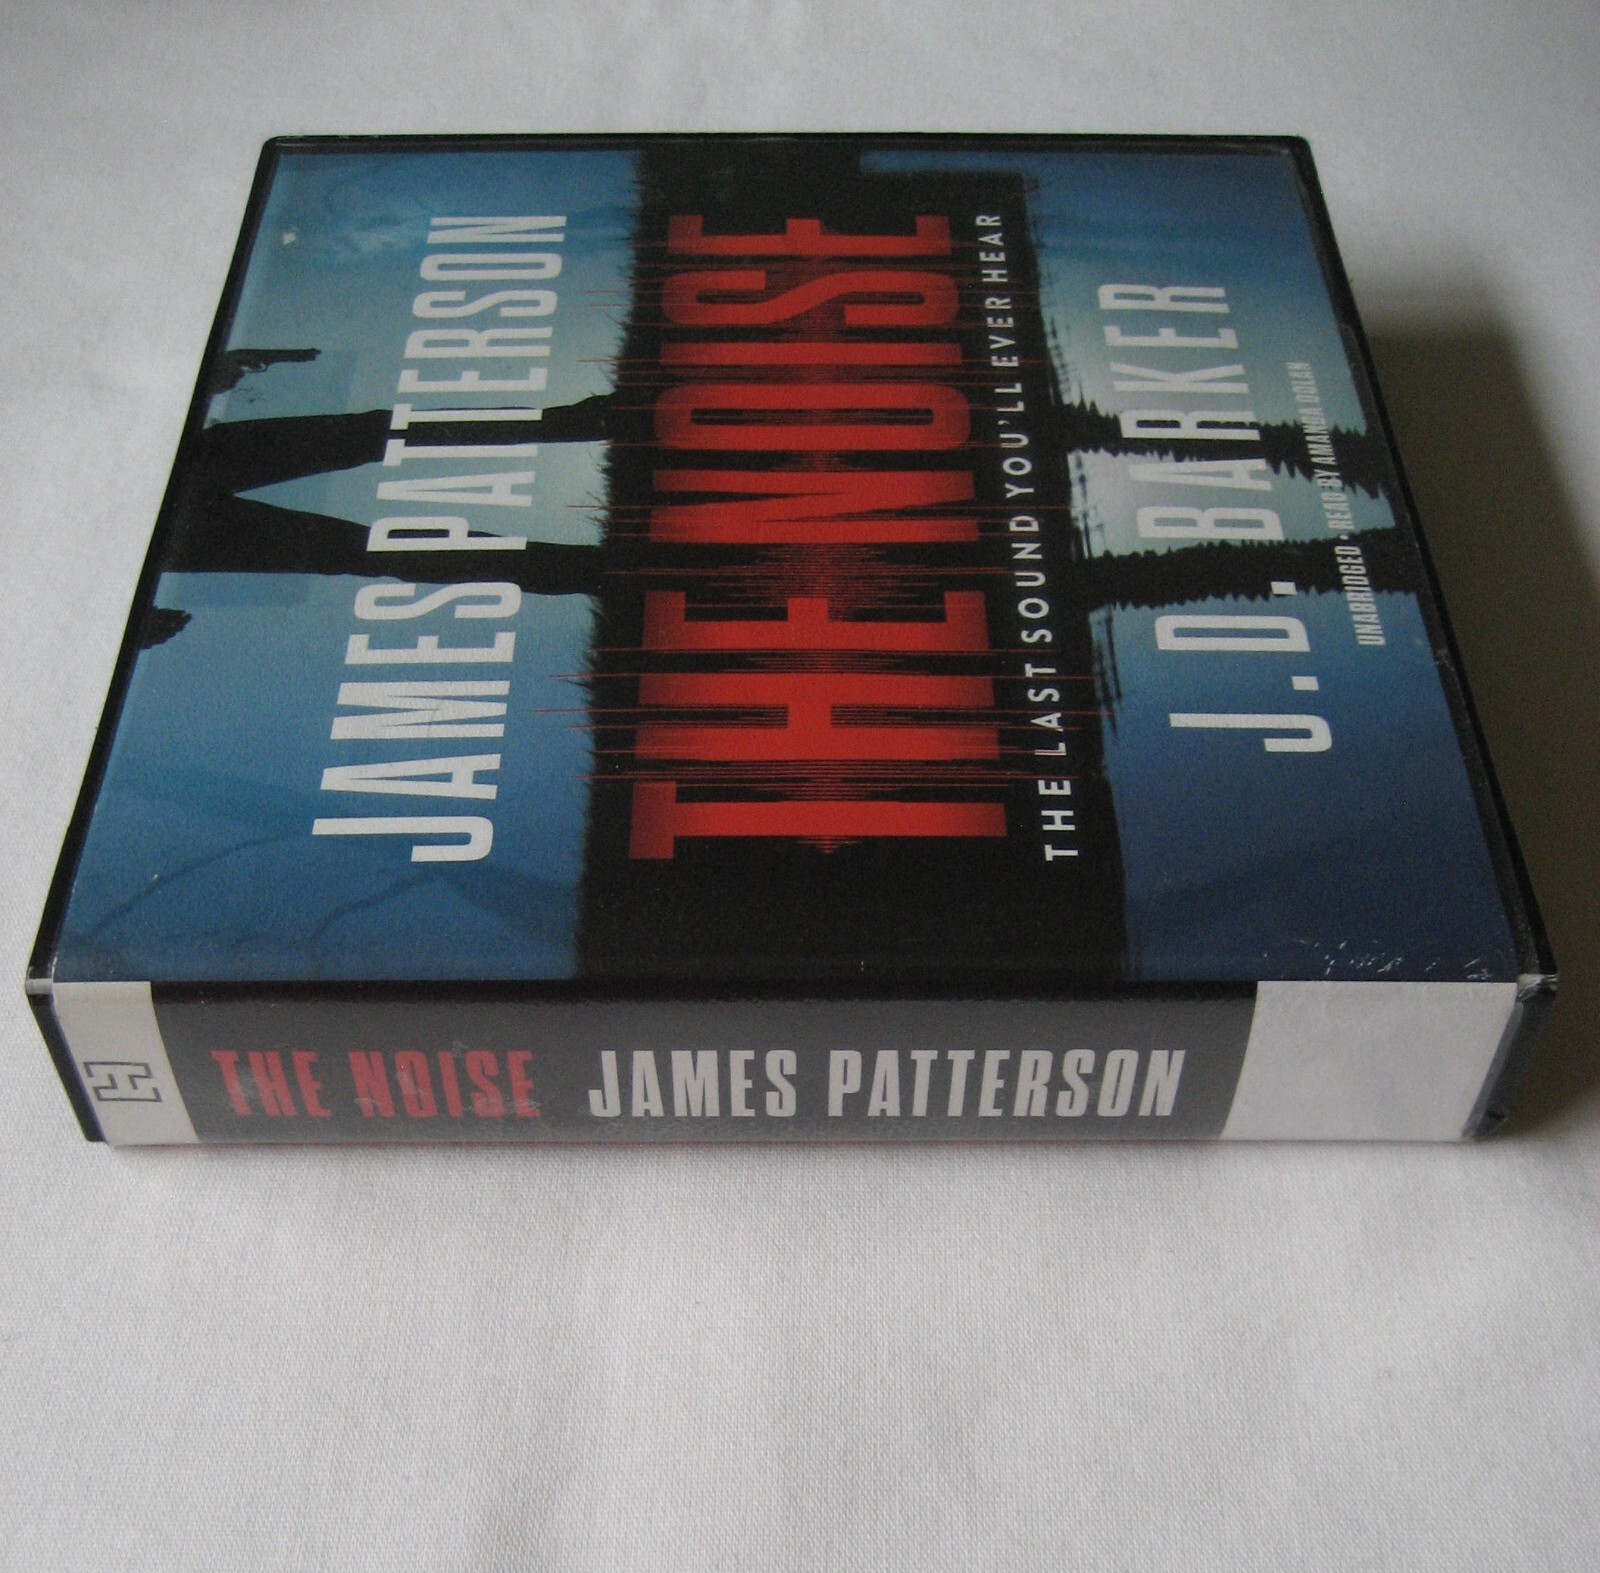 JAMES PATTERSON
THE NOISE
THE LAST SOUND YOU'LL EVER HEAR
J.D. BARKER
UNABRIDGED • READ BY AMANDA DOLAN
THE NOISE JAMES PATTERSON